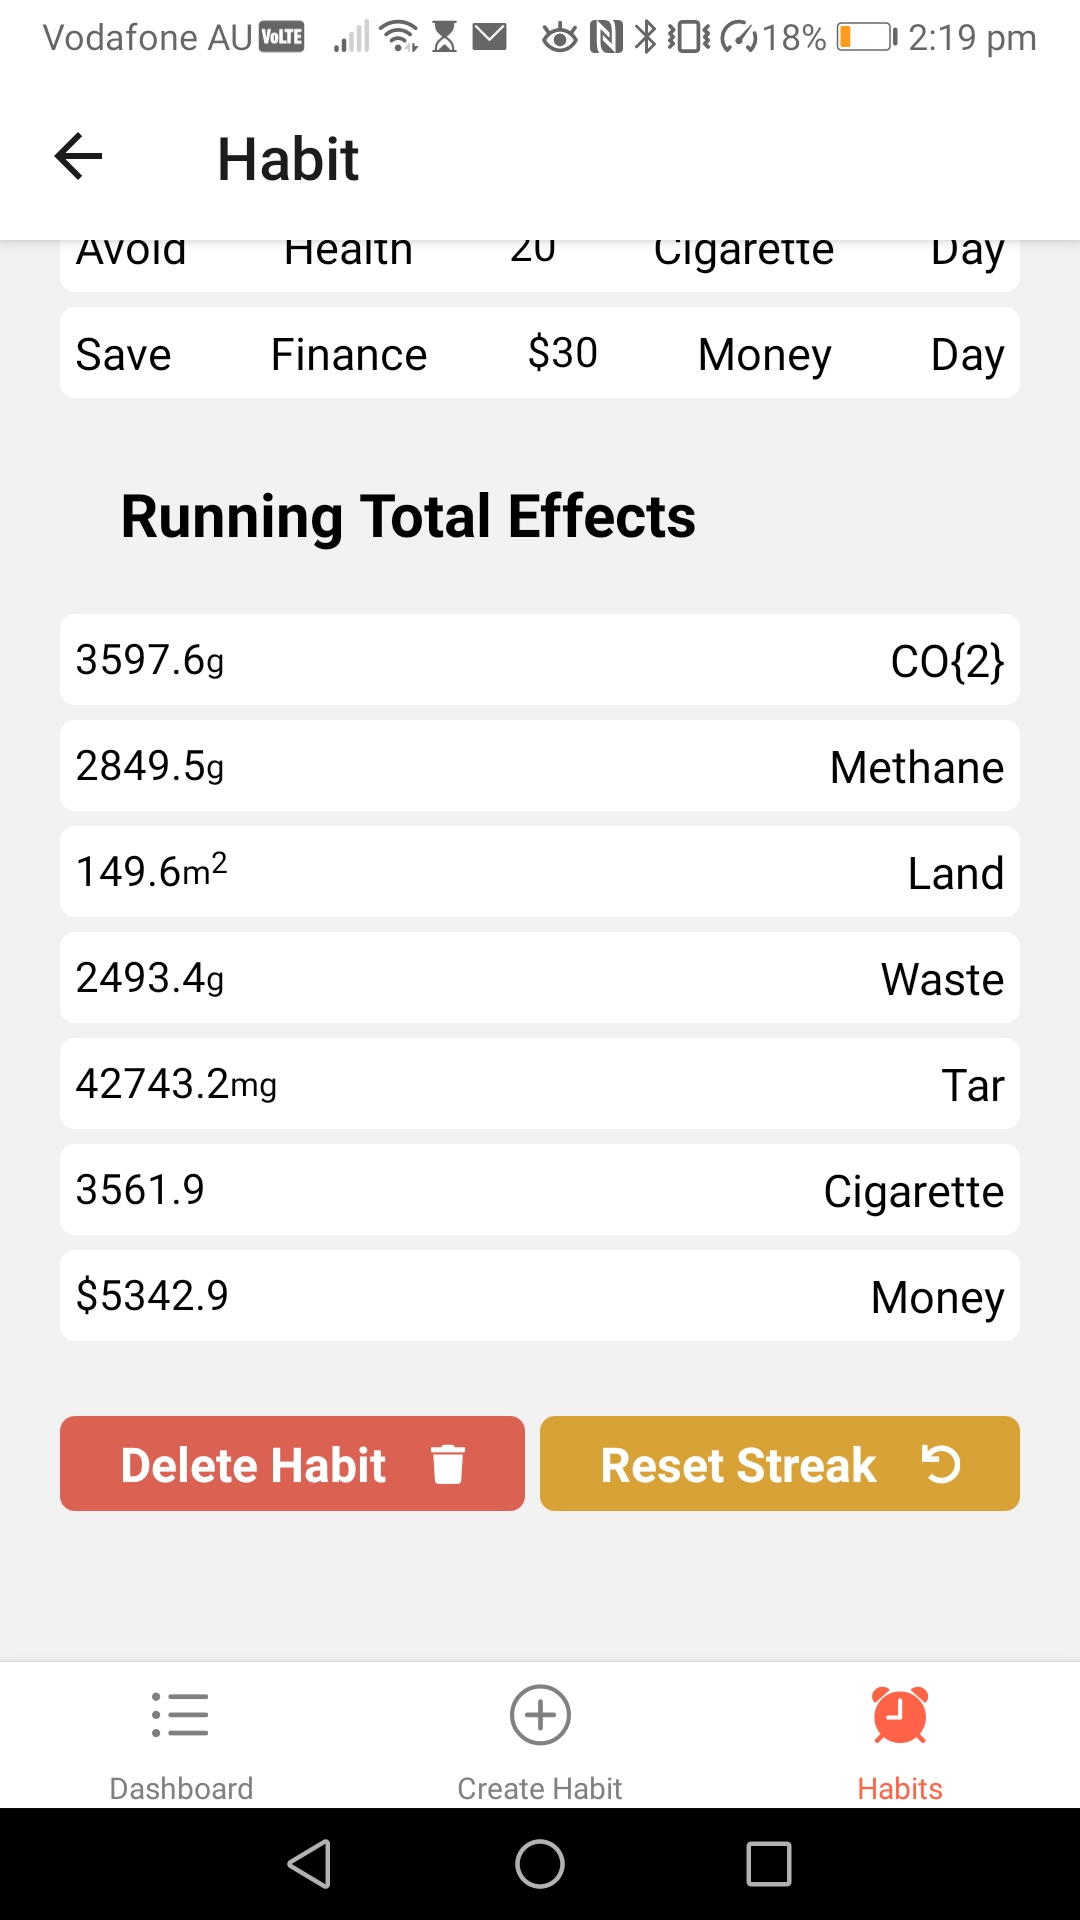 Vodafone AU VoLTE 18% 2:19 pm
Habit
Avoid Health 20 Cigarette Day
Save Finance $30 Money Day
Running Total Effects
3597.6g CO{2}
2849.5g Methane
149.6m² Land
2493.4g Waste
42743.2mg Tar
3561.9 Cigarette
$5342.9 Money
Delete Habit Reset Streak
Dashboard Create Habit Habits